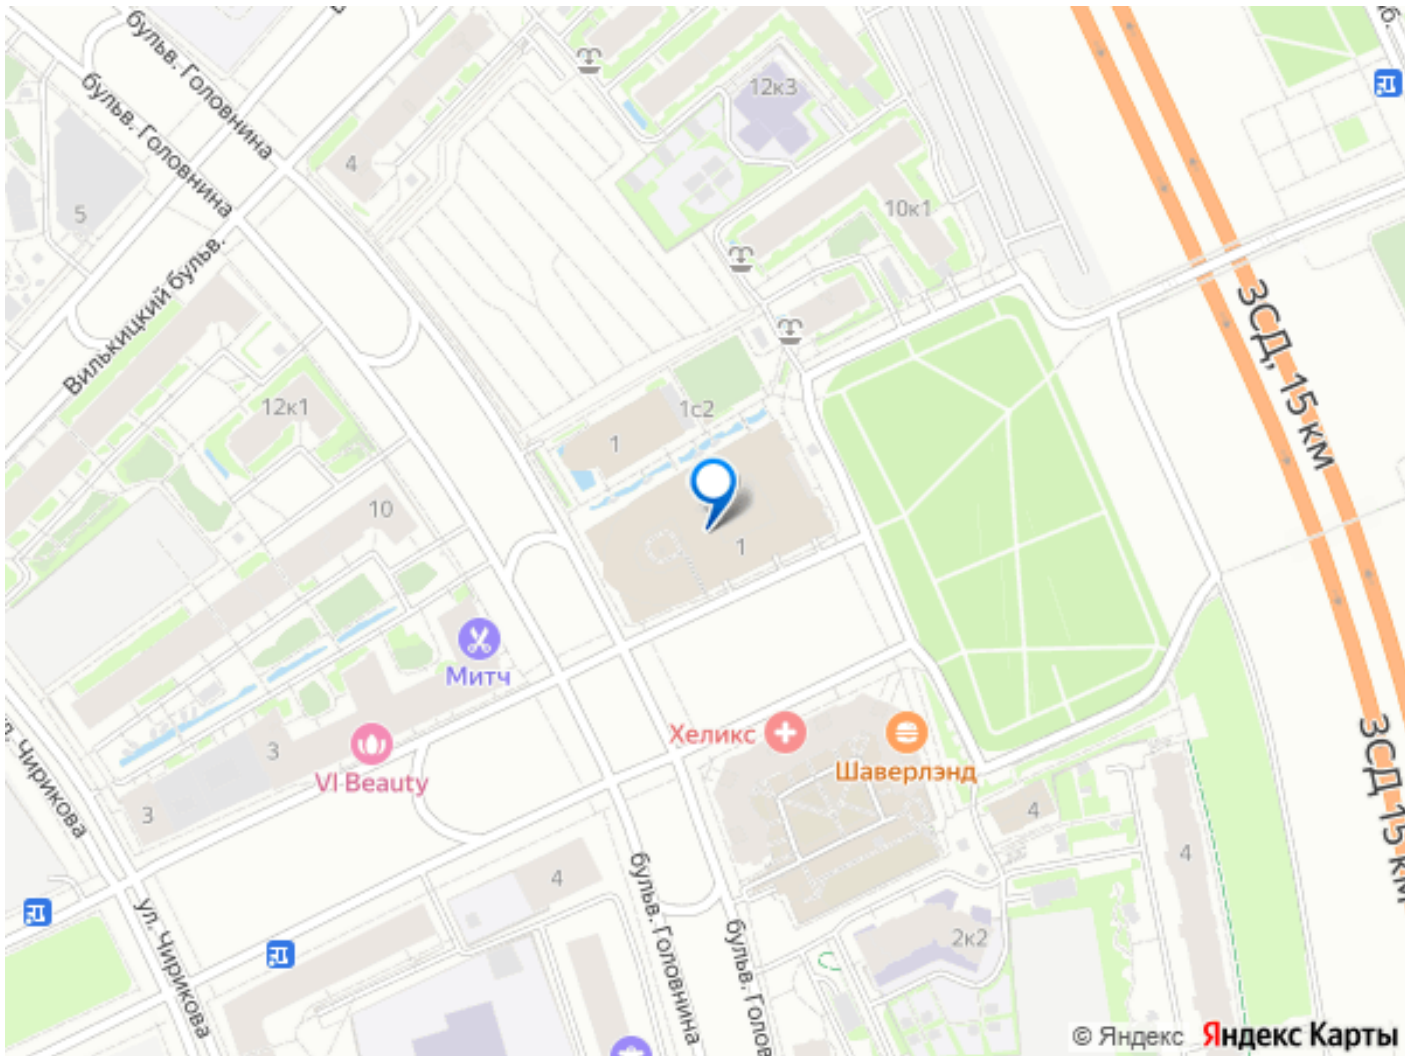 бульв. Головнина
бульв. Головнина
12к3
4
5
10к1
Вилькицкий бульв.
ЗСД, 15 км
12к1
1с2
1
10
1
Митч
Хеликс
Шаверлэнд
3
VI Beauty
3
ул. Чирикова
4
4
4
ЗСД 15 км
ул. Чирикова
бульв. Головнина
бульв. Голов
2к2
© Яндекс Яндекс Карты